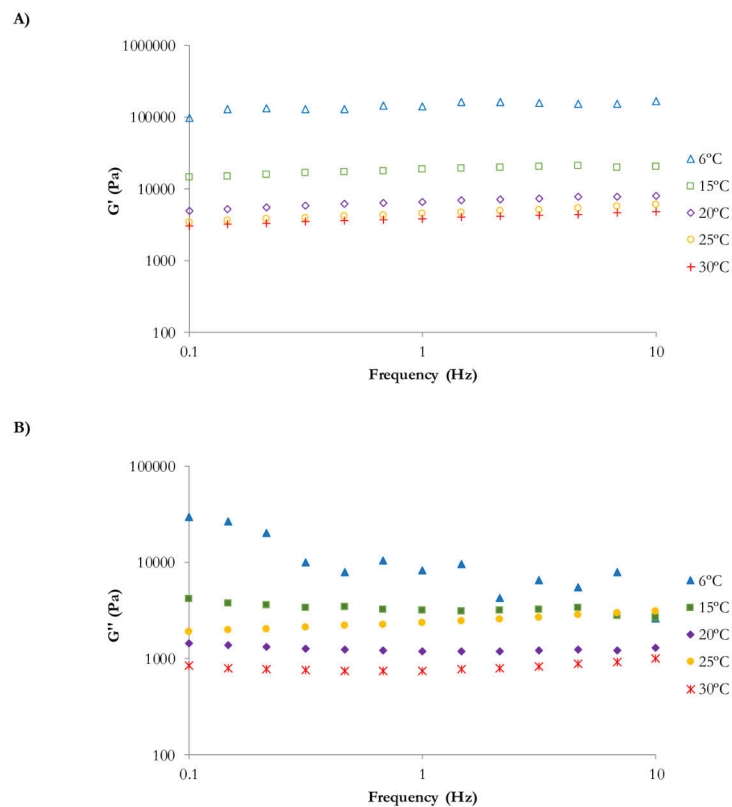 A)
1000000
100000
10000
1000
100
G' (Pa)
0.1
1
10
Frequency (Hz)
6ºC
15ºC
20ºC
25ºC
30ºC
B)
100000
10000
1000
100
G'' (Pa)
0.1
1
10
Frequency (Hz)
6ºC
15ºC
20ºC
25ºC
30ºC